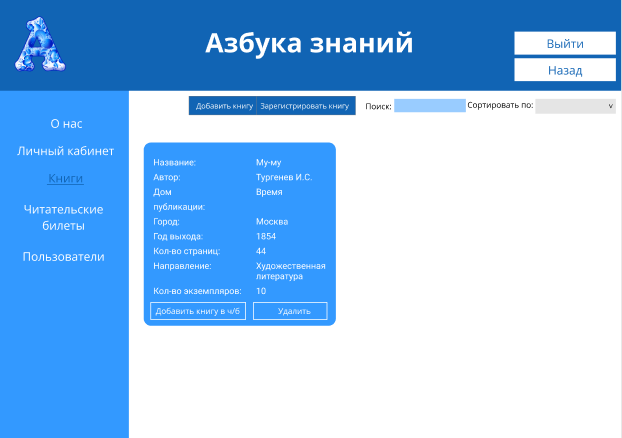 Азбука знаний
Выйти
Назад
О нас
Личный кабинет
Книги
Читательские
билеты
Пользователи
Добавить книгу
Зарегистрировать книгу
Поиск:
Сортировать по:
v
Название: Му-му
Автор: Тургенев И.С.
Дом Время
публикации:
Город: Москва
Год выхода: 1854
Кол-во страниц: 44
Направление: Художественная
литература
Кол-во экземпляров: 10
Добавить книгу в ч/б
Удалить